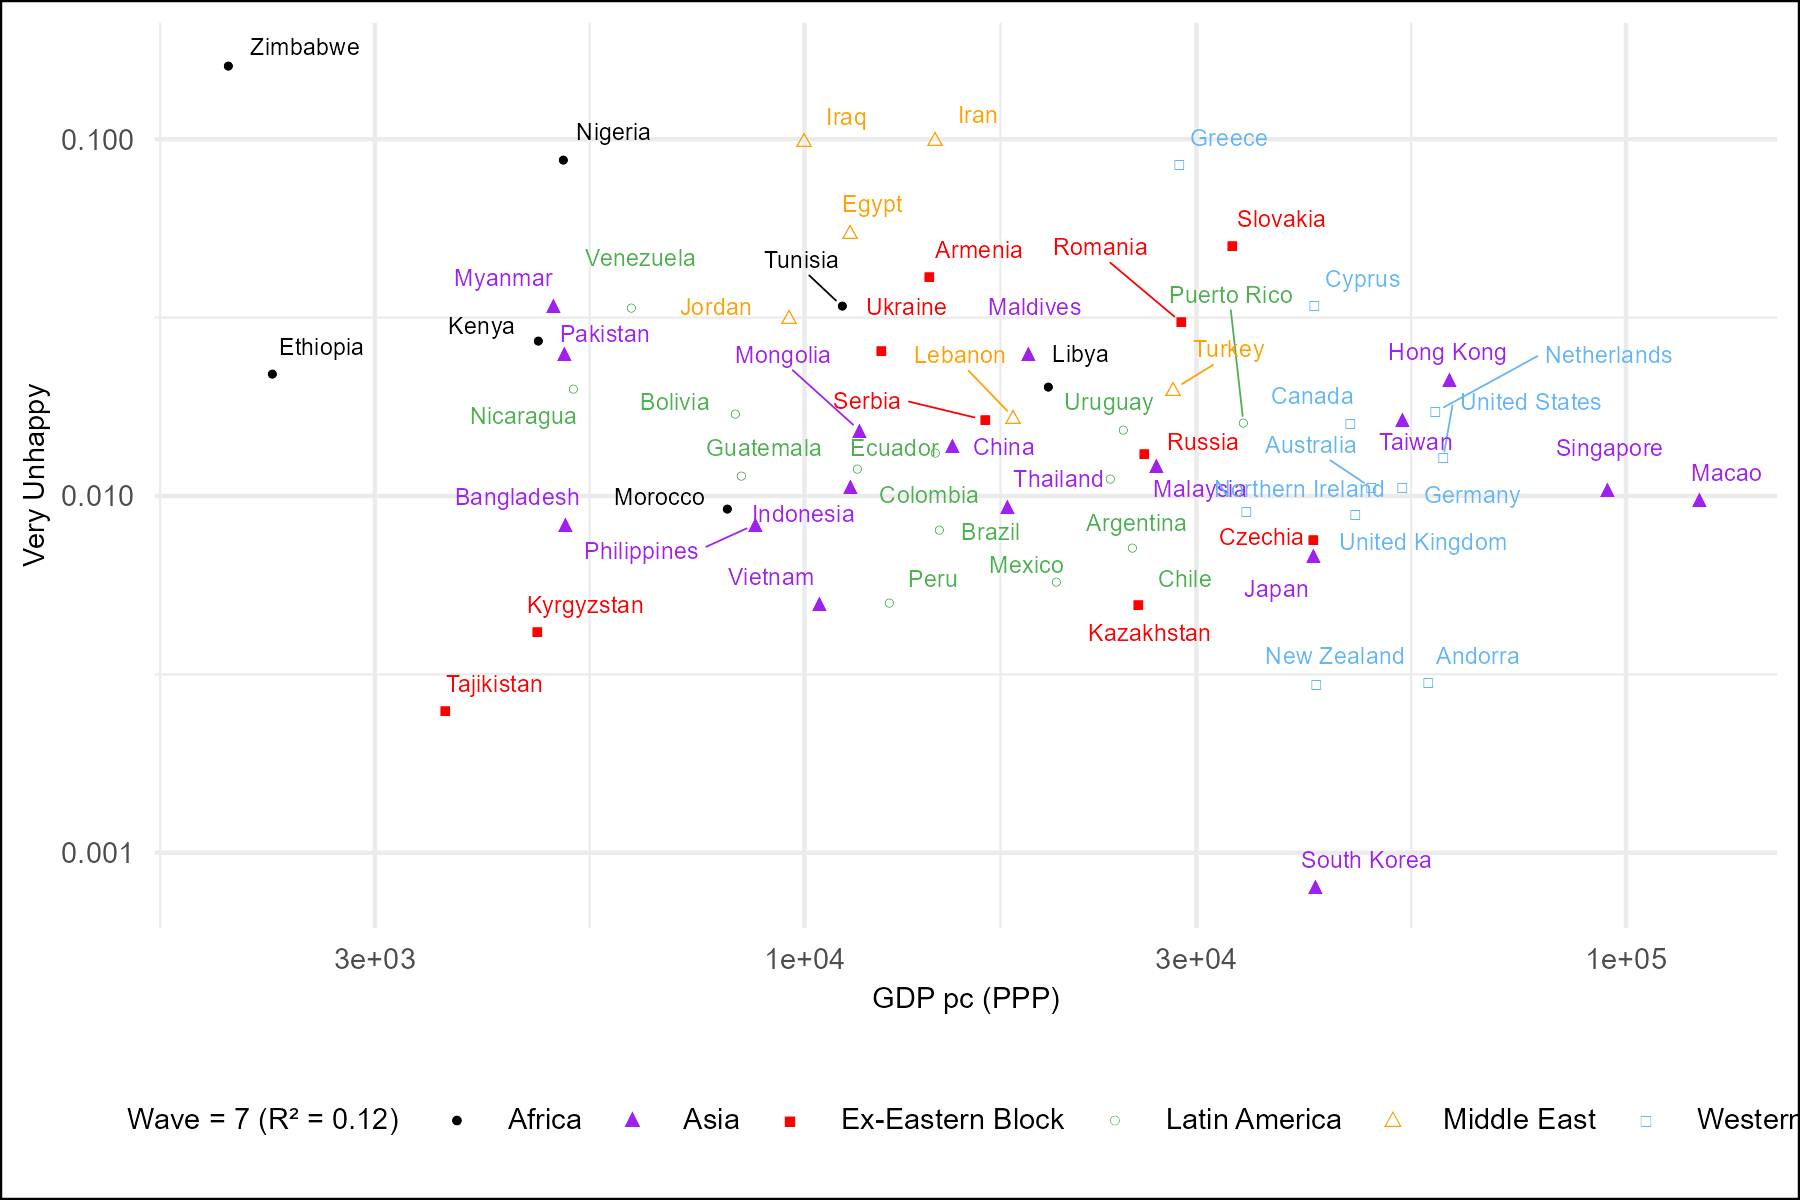 Zimbabwe
Iraq
Iran
Nigeria
Greece
0.100
Egypt
Slovakia
Romania
Armenia
Venezuela
Tunisia
Myanmar
Cyprus
Puerto Rico
Jordan
Ukraine
Maldives
Kenya
Pakistan
Ethiopia
Turkey
Hong Kong
Mongolia
Lebanon
Libya
Netherlands
Canada
Bolivia
Serbia
Uruguay
United States
Nicaragua
Russia
Taiwan
Guatemala
Ecuador
China
Australia
Singapore
Macao
Thailand
Malaysia
Northern Ireland
Germany
0.010
Bangladesh
Morocco
Colombia
Indonesia
Argentina
Brazil
Czechia
United Kingdom
Philippines
Mexico
Vietnam
Peru
Chile
Japan
Kyrgyzstan
Kazakhstan
New Zealand
Andorra
Tajikistan
0.001
South Korea
Very Unhappy
3e+03 1e+04 3e+04 1e+05
GDP pc (PPP)
Wave = 7 (R² = 0.12) Africa Asia Ex-Eastern Block Latin America Middle East Western